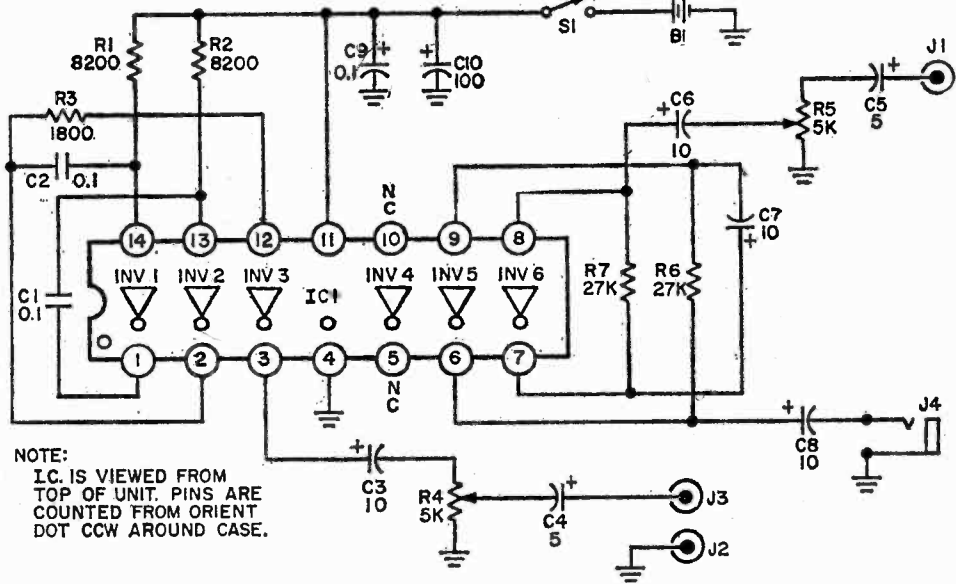 S1
B1
J1
R1
8200
R2
8200
C9
+
0.1
+
C10
100
C5
+
5
R3
1800
C6
+
10
R5
5K
C2
0.1
N
C
C7
10
+
14
13
12
11
10
9
8
INV 1
INV 2
INV 3
IC1
INV 4
INV 5
INV 6
R7
27K
R6
27K
C1
0.1
1
2
3
4
5
6
7
N
C
+
C8
10
J4
NOTE:
I.C. IS VIEWED FROM
TOP OF UNIT. PINS ARE
COUNTED FROM ORIENT
DOT CCW AROUND CASE.
+
C3
10
R4
5K
+
C4
5
J3
J2